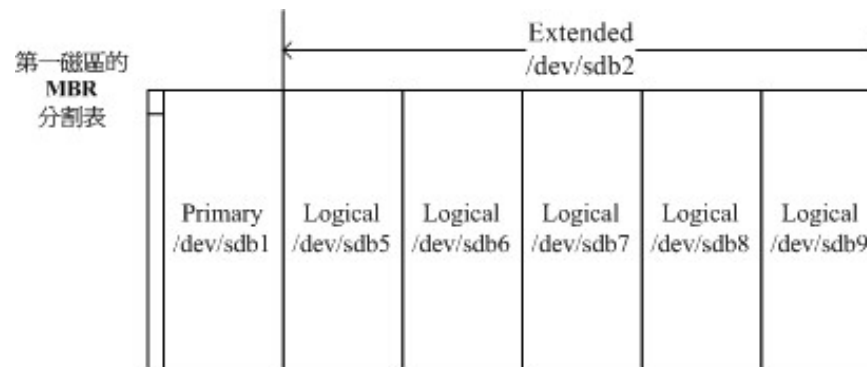 第一磁區的
MBR
分割表
Extended
/dev/sdb2
Primary
/dev/sdb1
Logical
/dev/sdb5
Logical
/dev/sdb6
Logical
/dev/sdb7
Logical
/dev/sdb8
Logical
/dev/sdb9